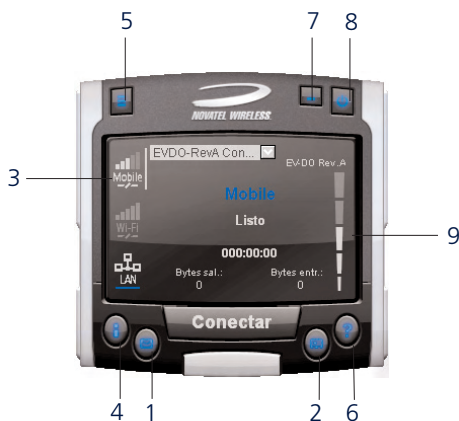 5
7
8
NOVATEL WIRELESS.
3
EVDO-RevA Con...
EV-DO Rev.A
Mobile
Mobile
Wi-Fi
Listo
9
000:00:00
LAN
Bytes sal.:
0
Bytes entr.:
0
Conectar
4
1
2
6